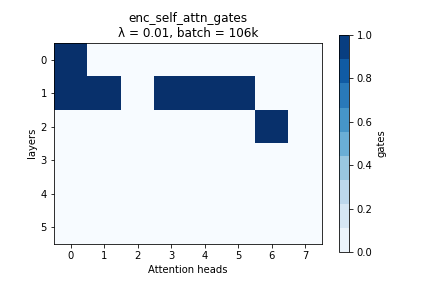 enc_self_attn_gates
λ = 0.01, batch = 106k
layers
0
1
2
3
4
5
0 1 2 3 4 5 6 7
Attention heads
1.0
0.8
0.6
0.4
0.2
0.0
gates